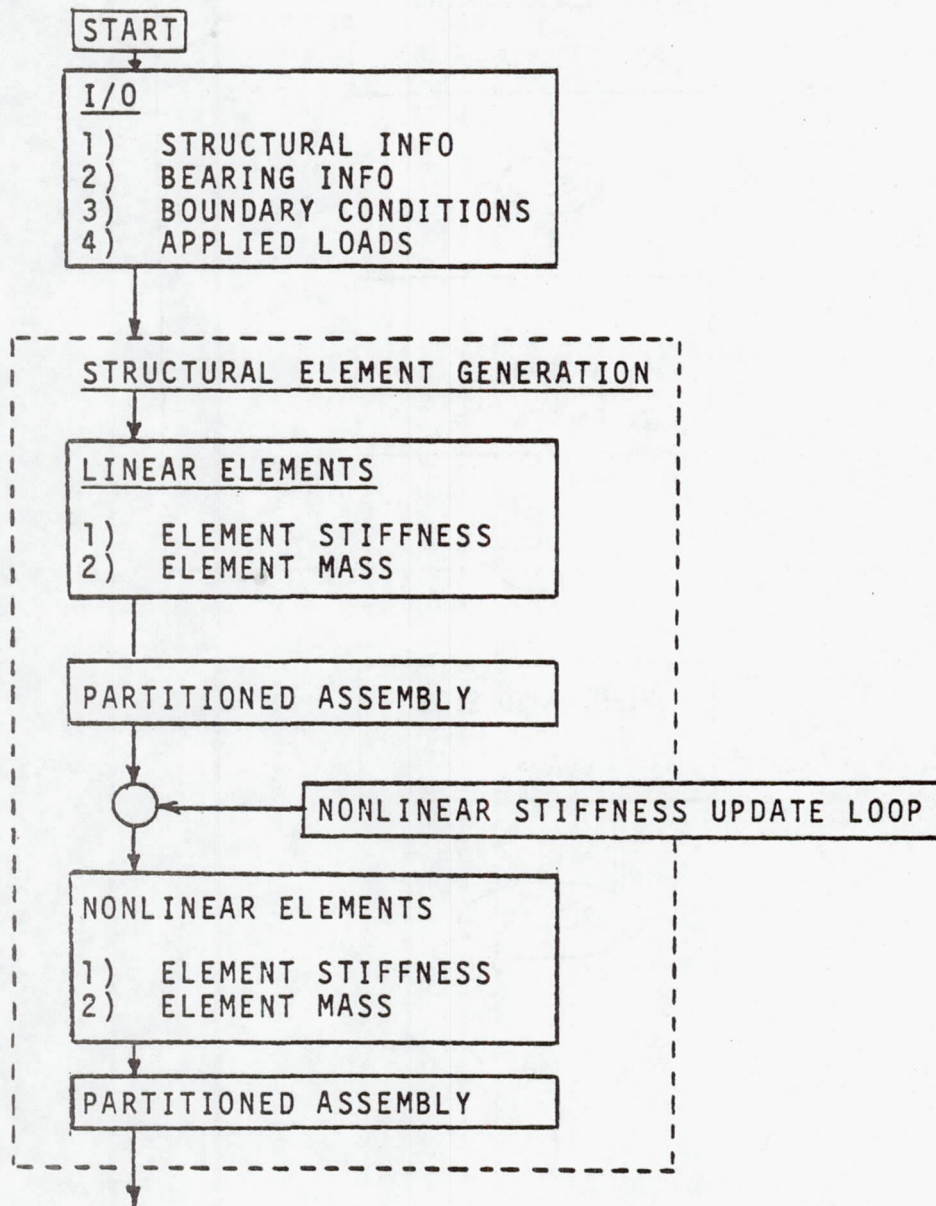 START
I/O
1) STRUCTURAL INFO
2) BEARING INFO
3) BOUNDARY CONDITIONS
4) APPLIED LOADS
STRUCTURAL ELEMENT GENERATION
LINEAR ELEMENTS
1) ELEMENT STIFFNESS
2) ELEMENT MASS
PARTITIONED ASSEMBLY
NONLINEAR STIFFNESS UPDATE LOOP
NONLINEAR ELEMENTS
1) ELEMENT STIFFNESS
2) ELEMENT MASS
PARTITIONED ASSEMBLY